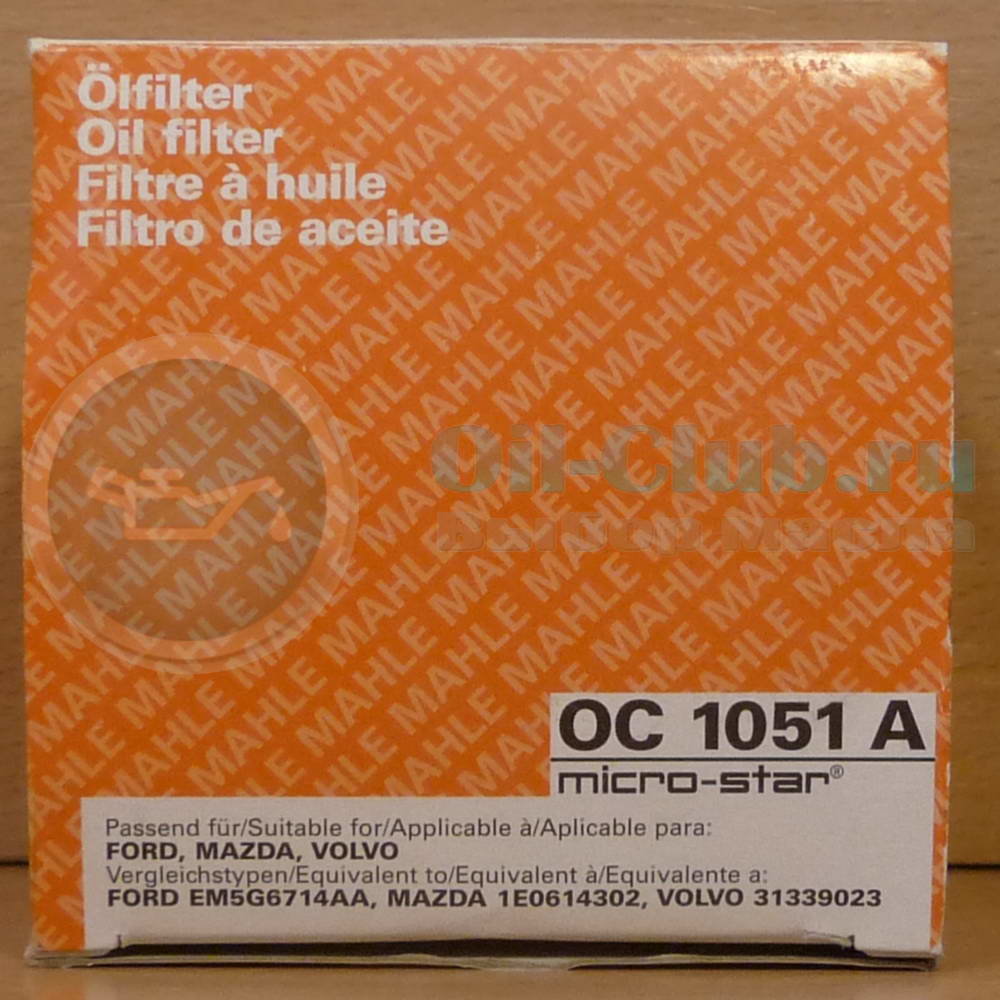 Ölfilter
Oil filter
Filtre à huile
Filtro de aceite
MAHLE
Oil-Club.ru
OC 1051 A
micro-star®
Passend für/Suitable for/Applicable à/Aplicable para:
FORD, MAZDA, VOLVO
Vergleichstypen/Equivalent to/Equivalent à/Equivalente a:
FORD EM5G6714AA, MAZDA 1E0614302, VOLVO 31339023